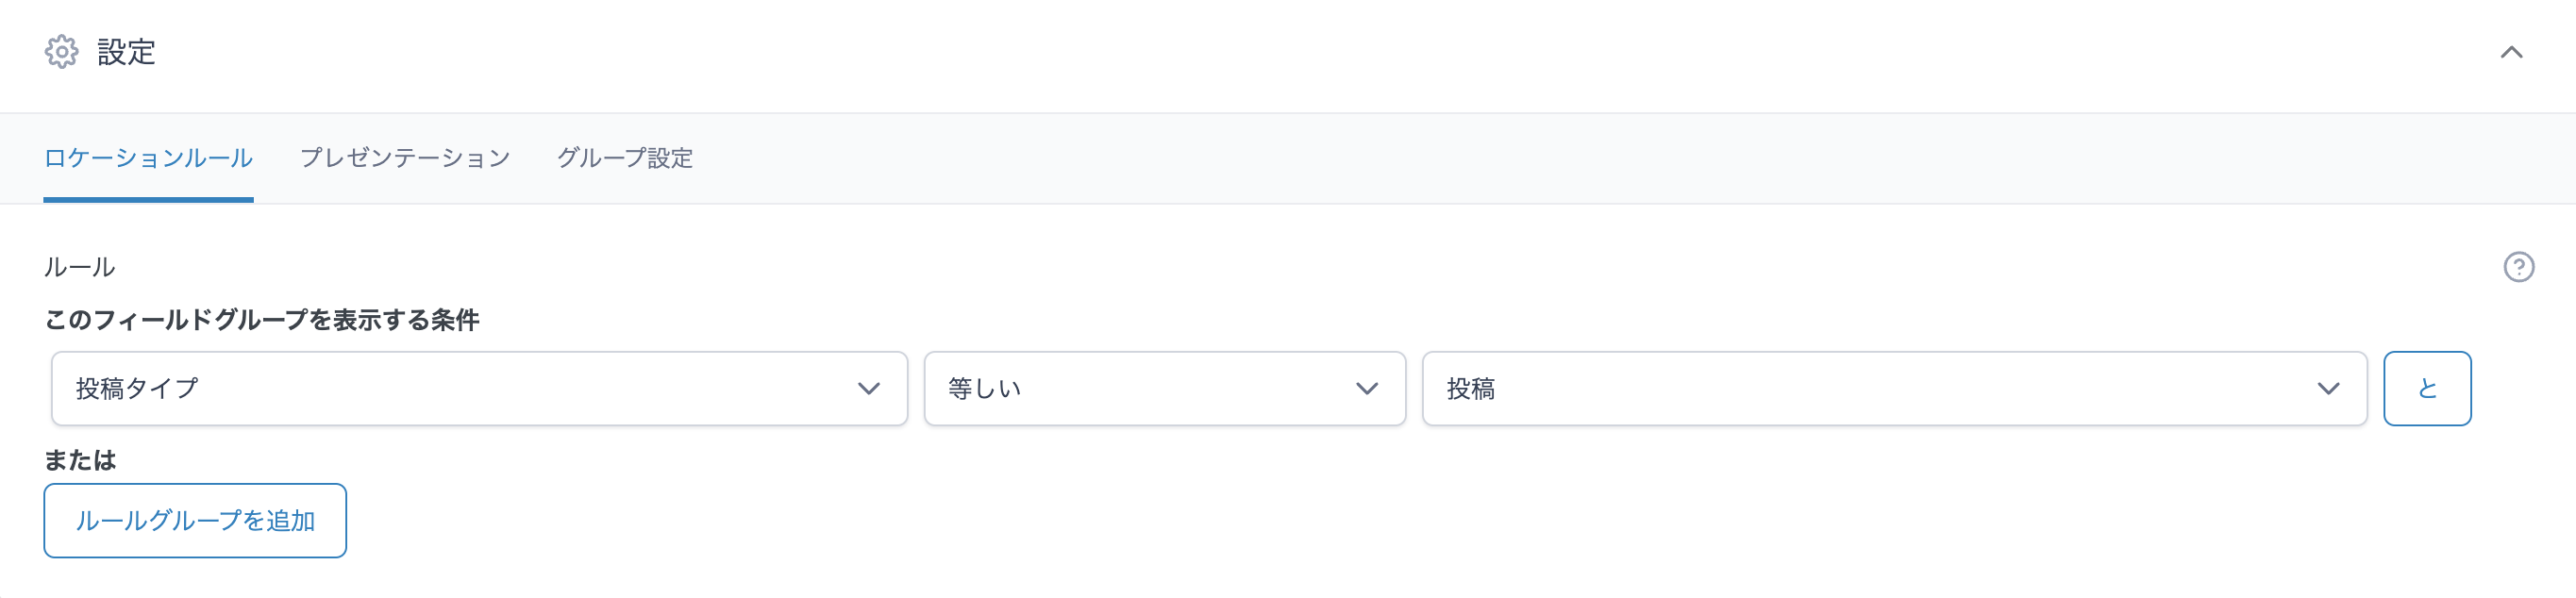 設定
ロケーションルール プレゼンテーション グループ設定
ルール
このフィールドグループを表示する条件
投稿タイプ 等しい 投稿 と
または
ルールグループを追加